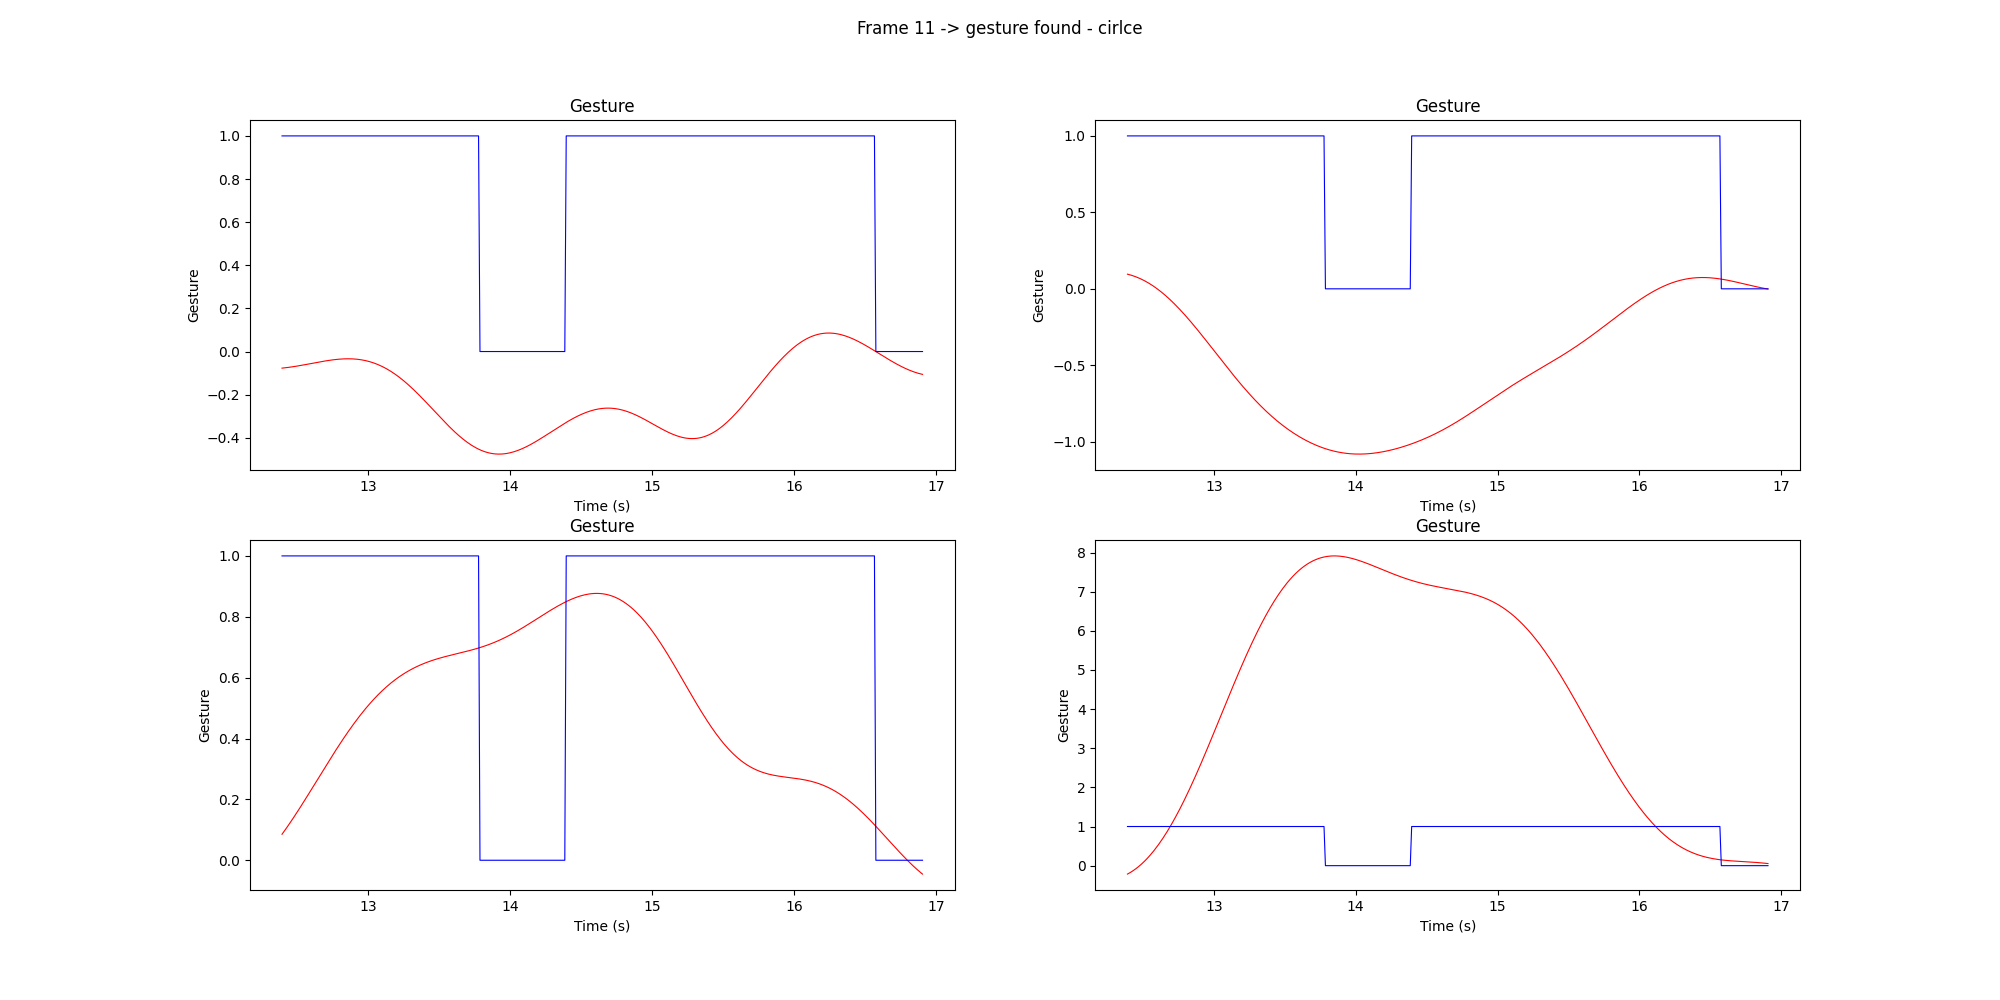 Frame 11 -> gesture found - cirlce
Gesture
1.0
0.8
0.6
0.4
0.2
0.0
−0.2
−0.4
Gesture
13 14 15 16 17
Time (s)
Gesture
1.0
0.5
0.0
−0.5
−1.0
Gesture
13 14 15 16 17
Time (s)
Gesture
1.0
0.8
0.6
0.4
0.2
0.0
Gesture
13 14 15 16 17
Time (s)
Gesture
8
7
6
5
4
3
2
1
0
Gesture
13 14 15 16 17
Time (s)